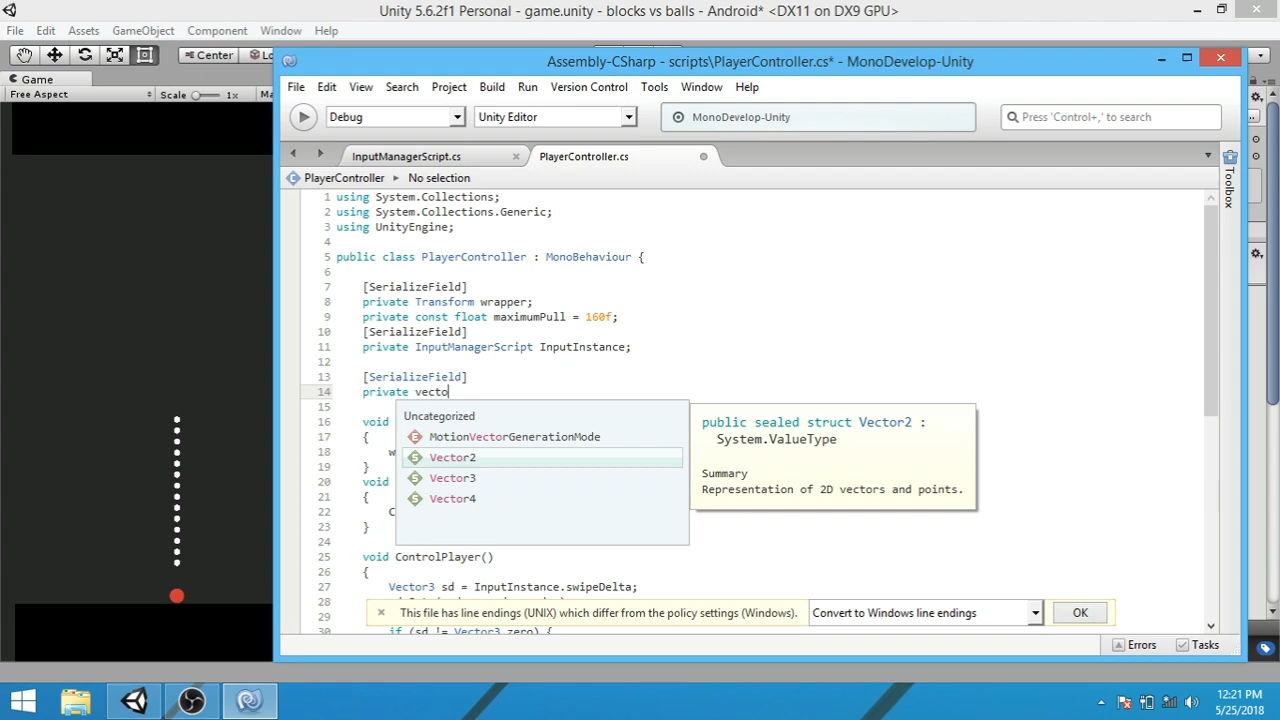 Unity 5.6.2f1 Personal - game.unity - blocks vs balls - Android* <DX11 on DX9 GPU>
File Edit Assets GameObject Component Window Help
Center
Game
Free Aspect Scale 1x
Assembly-CSharp - scripts\PlayerController.cs* - MonoDevelop-Unity
File Edit View Search Project Build Run Version Control Tools Window Help
Debug Unity Editor MonoDevelop-Unity Press 'Control+,' to search
InputManagerScript.cs PlayerController.cs
PlayerController ▸ No selection
Toolbox
1 using System.Collections;
2 using System.Collections.Generic;
3 using UnityEngine;
4
5 public class PlayerController : MonoBehaviour {
6
7 [SerializeField]
8 private Transform wrapper;
9 private const float maximumPull = 160f;
10 [SerializeField]
11 private InputManagerScript InputInstance;
12
13 [SerializeField]
14 private vecto
15
16 void
17 {
18 w
19 }
20 void
21 {
22 C
23 }
Uncategorized
MotionVectorGenerationMode
Vector2
Vector3
Vector4
public sealed struct Vector2 :
System.ValueType
Summary
Representation of 2D vectors and points.
25 void ControlPlayer()
26 {
27 Vector3 sd = InputInstance.swipeDelta;
28
29
30 if (sd != Vector3.zero) {
This file has line endings (UNIX) which differ from the policy settings (Windows). Convert to Windows line endings OK
Errors Tasks
12:21 PM
5/25/2018